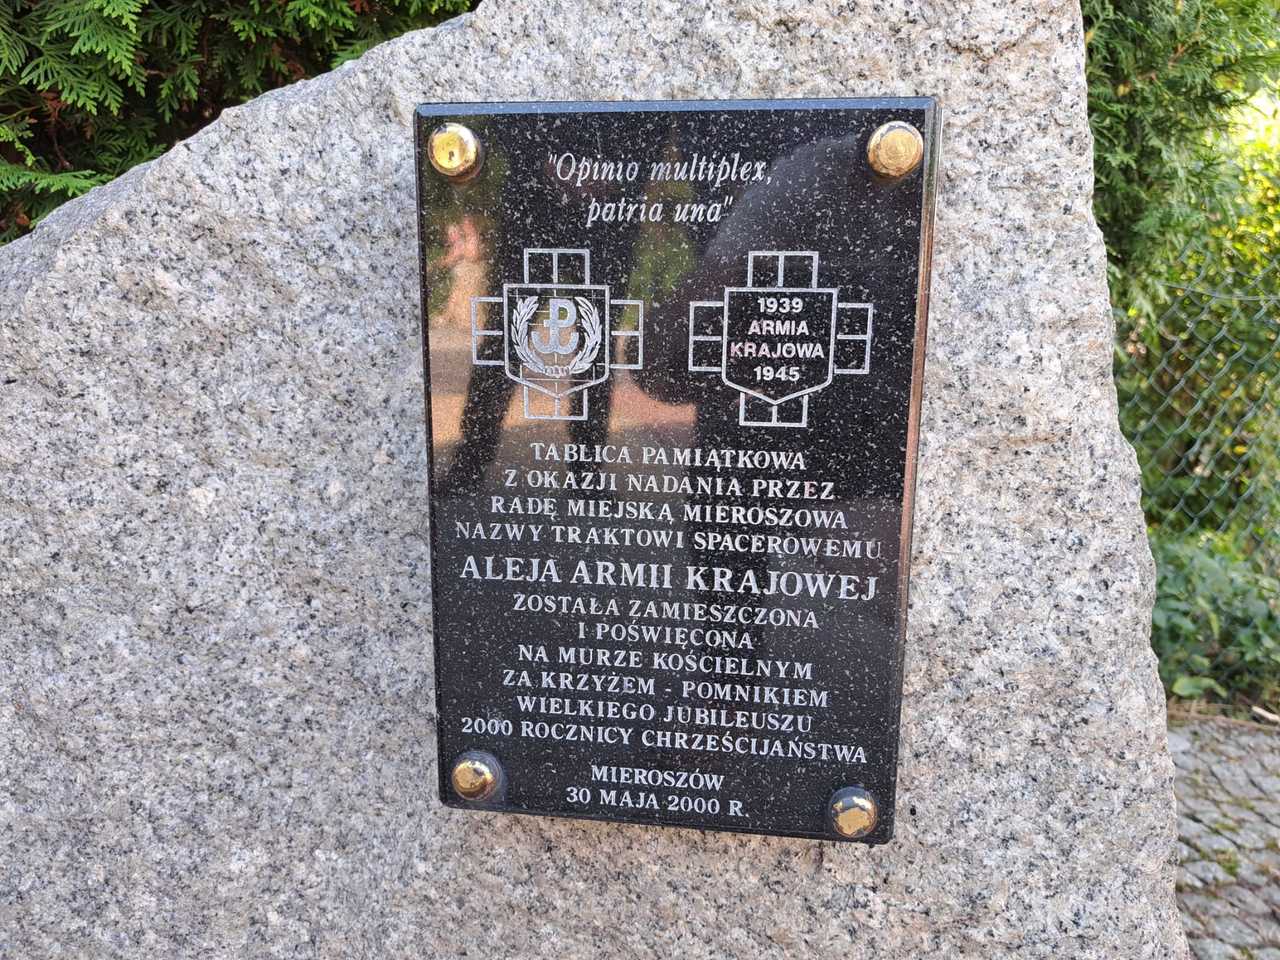 "Opinio multiplex,
patria una"
P
1939
ARMIA
KRAJOWA
1945
TABLICA PAMIĄTKOWA
Z OKAZJI NADANIA PRZEZ
RADĘ MIEJSKĄ MIEROSZOWA
NAZWY TRAKTOWI SPACEROWEMU
ALEJA ARMII KRAJOWEJ
ZOSTAŁA ZAMIESZCZONA
I POŚWIĘCONA
NA MURZE KOŚCIELNYM
ZA KRZYŻEM - POMNIKIEM
WIELKIEGO JUBILEUSZU
2000 ROCZNICY CHRZEŚCIJAŃSTWA
MIEROSZÓW
30 MAJA 2000 R.